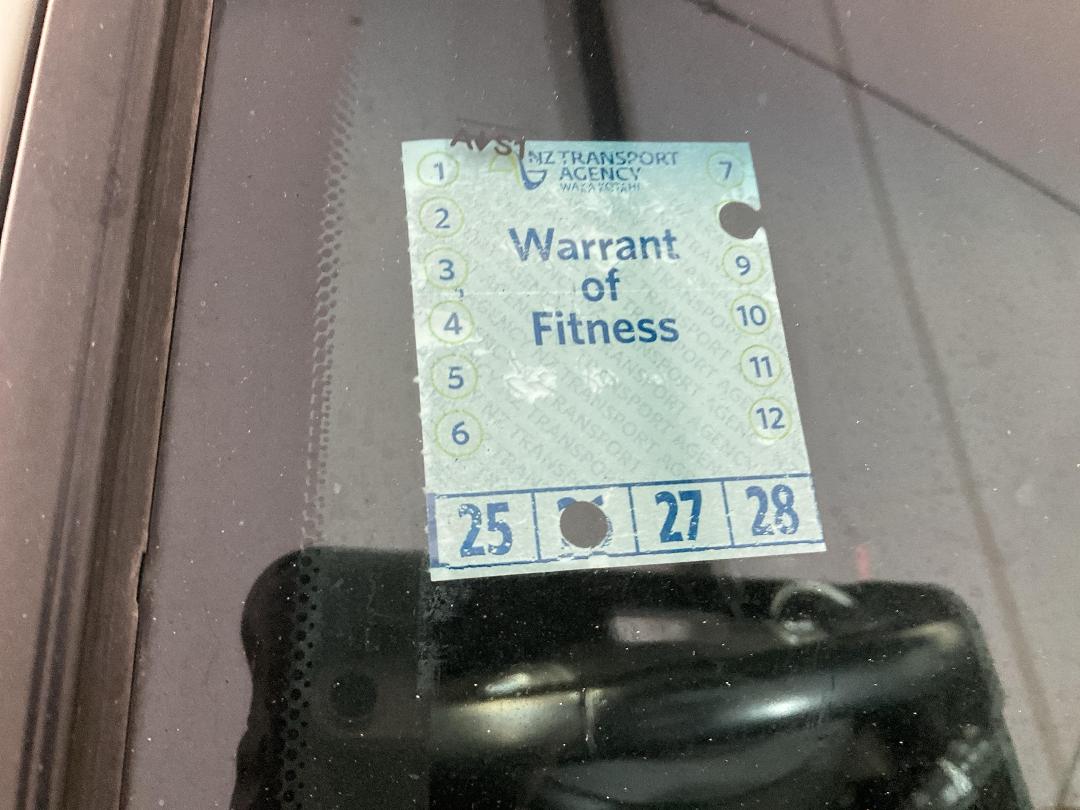 1 NZ TRANSPORT 7
AGENCY
WAKA KOTAHI
2
Warrant
3 of 9
4 Fitness 10
5 11
6 12
25 27 28